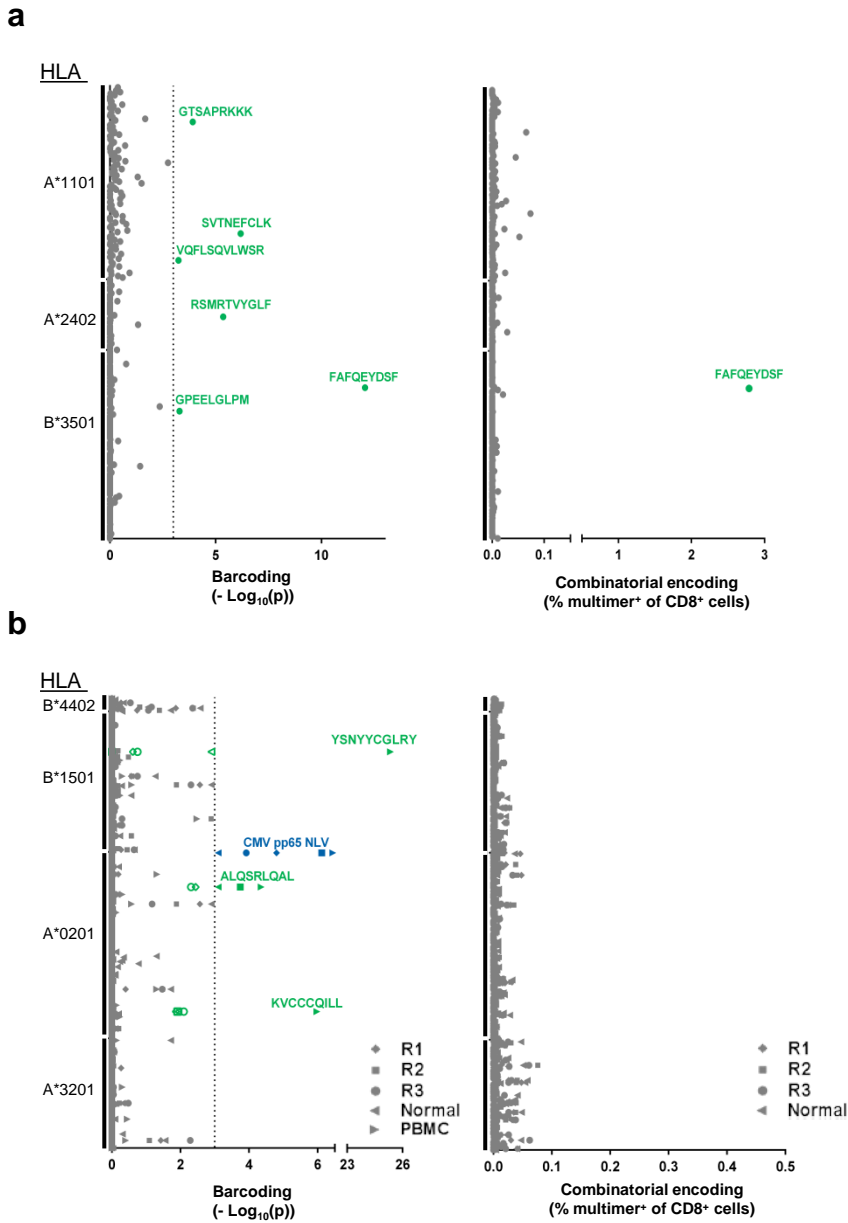 a
HLA
A*1101
A*2402
B*3501
GTSAPRKKK
SVTNEFCLK
VQFLSQVLWSR
RSMRTVYGLF
FAFQEYDSF
GPEELGLPM
0 5 10
Barcoding
(- Log10(p))
FAFQEYDSF
0.0 0.1 1 2 3
Combinatorial encoding
(% multimer+ of CD8+ cells)
b
HLA
B*4402
B*1501
A*0201
A*3201
YSNYYCGLRY
CMV pp65 NLV
ALQSRLQAL
KVCCCQILL
R1
R2
R3
Normal
PBMC
0 2 4 6 23 26
Barcoding
(- Log10(p))
R1
R2
R3
Normal
0.0 0.1 0.2 0.3 0.4 0.5
Combinatorial encoding
(% multimer+ of CD8+ cells)